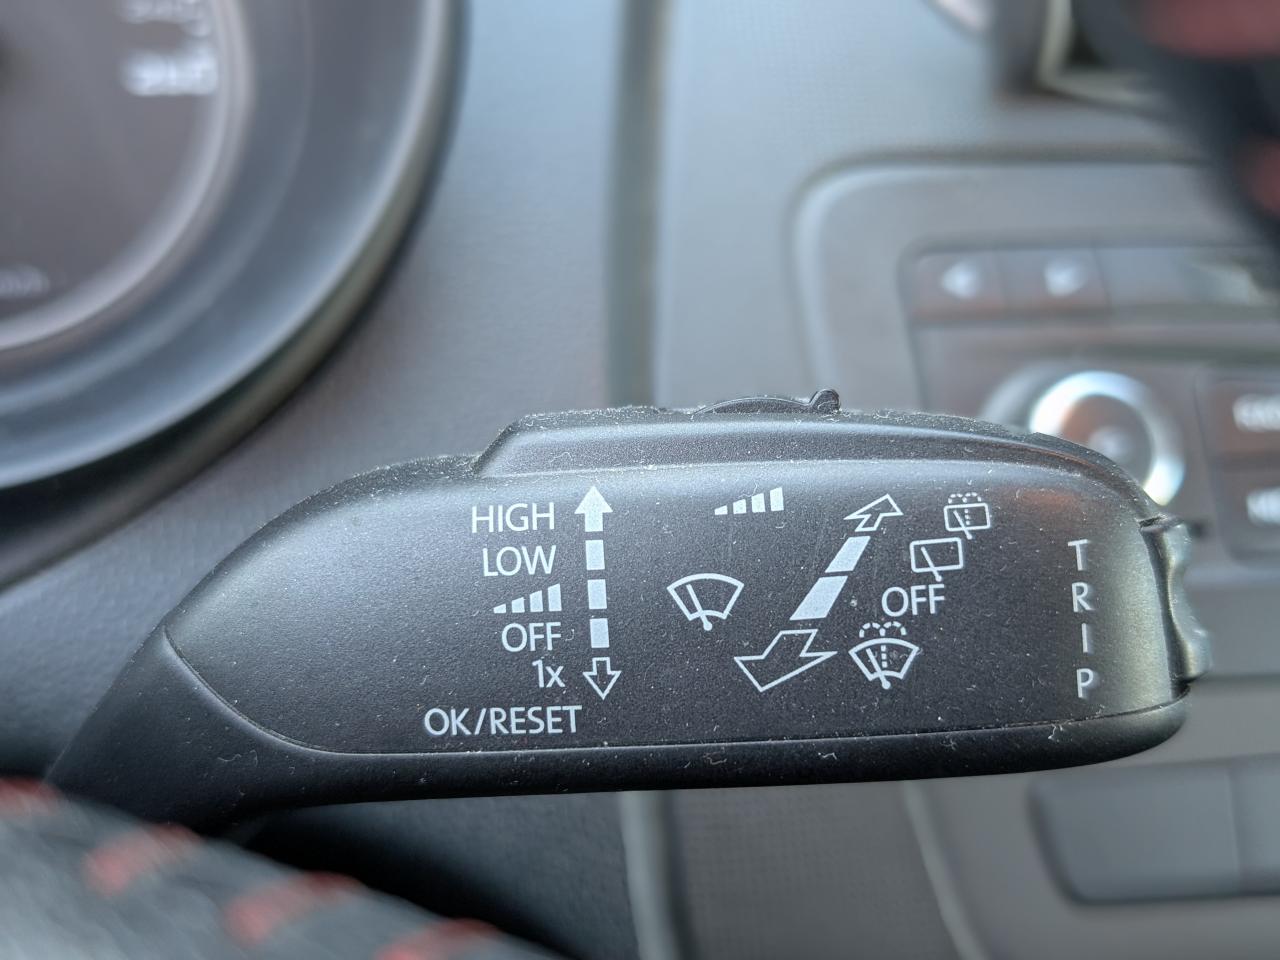 HIGH
LOW
OFF
1x
OK/RESET
OFF
TRIP